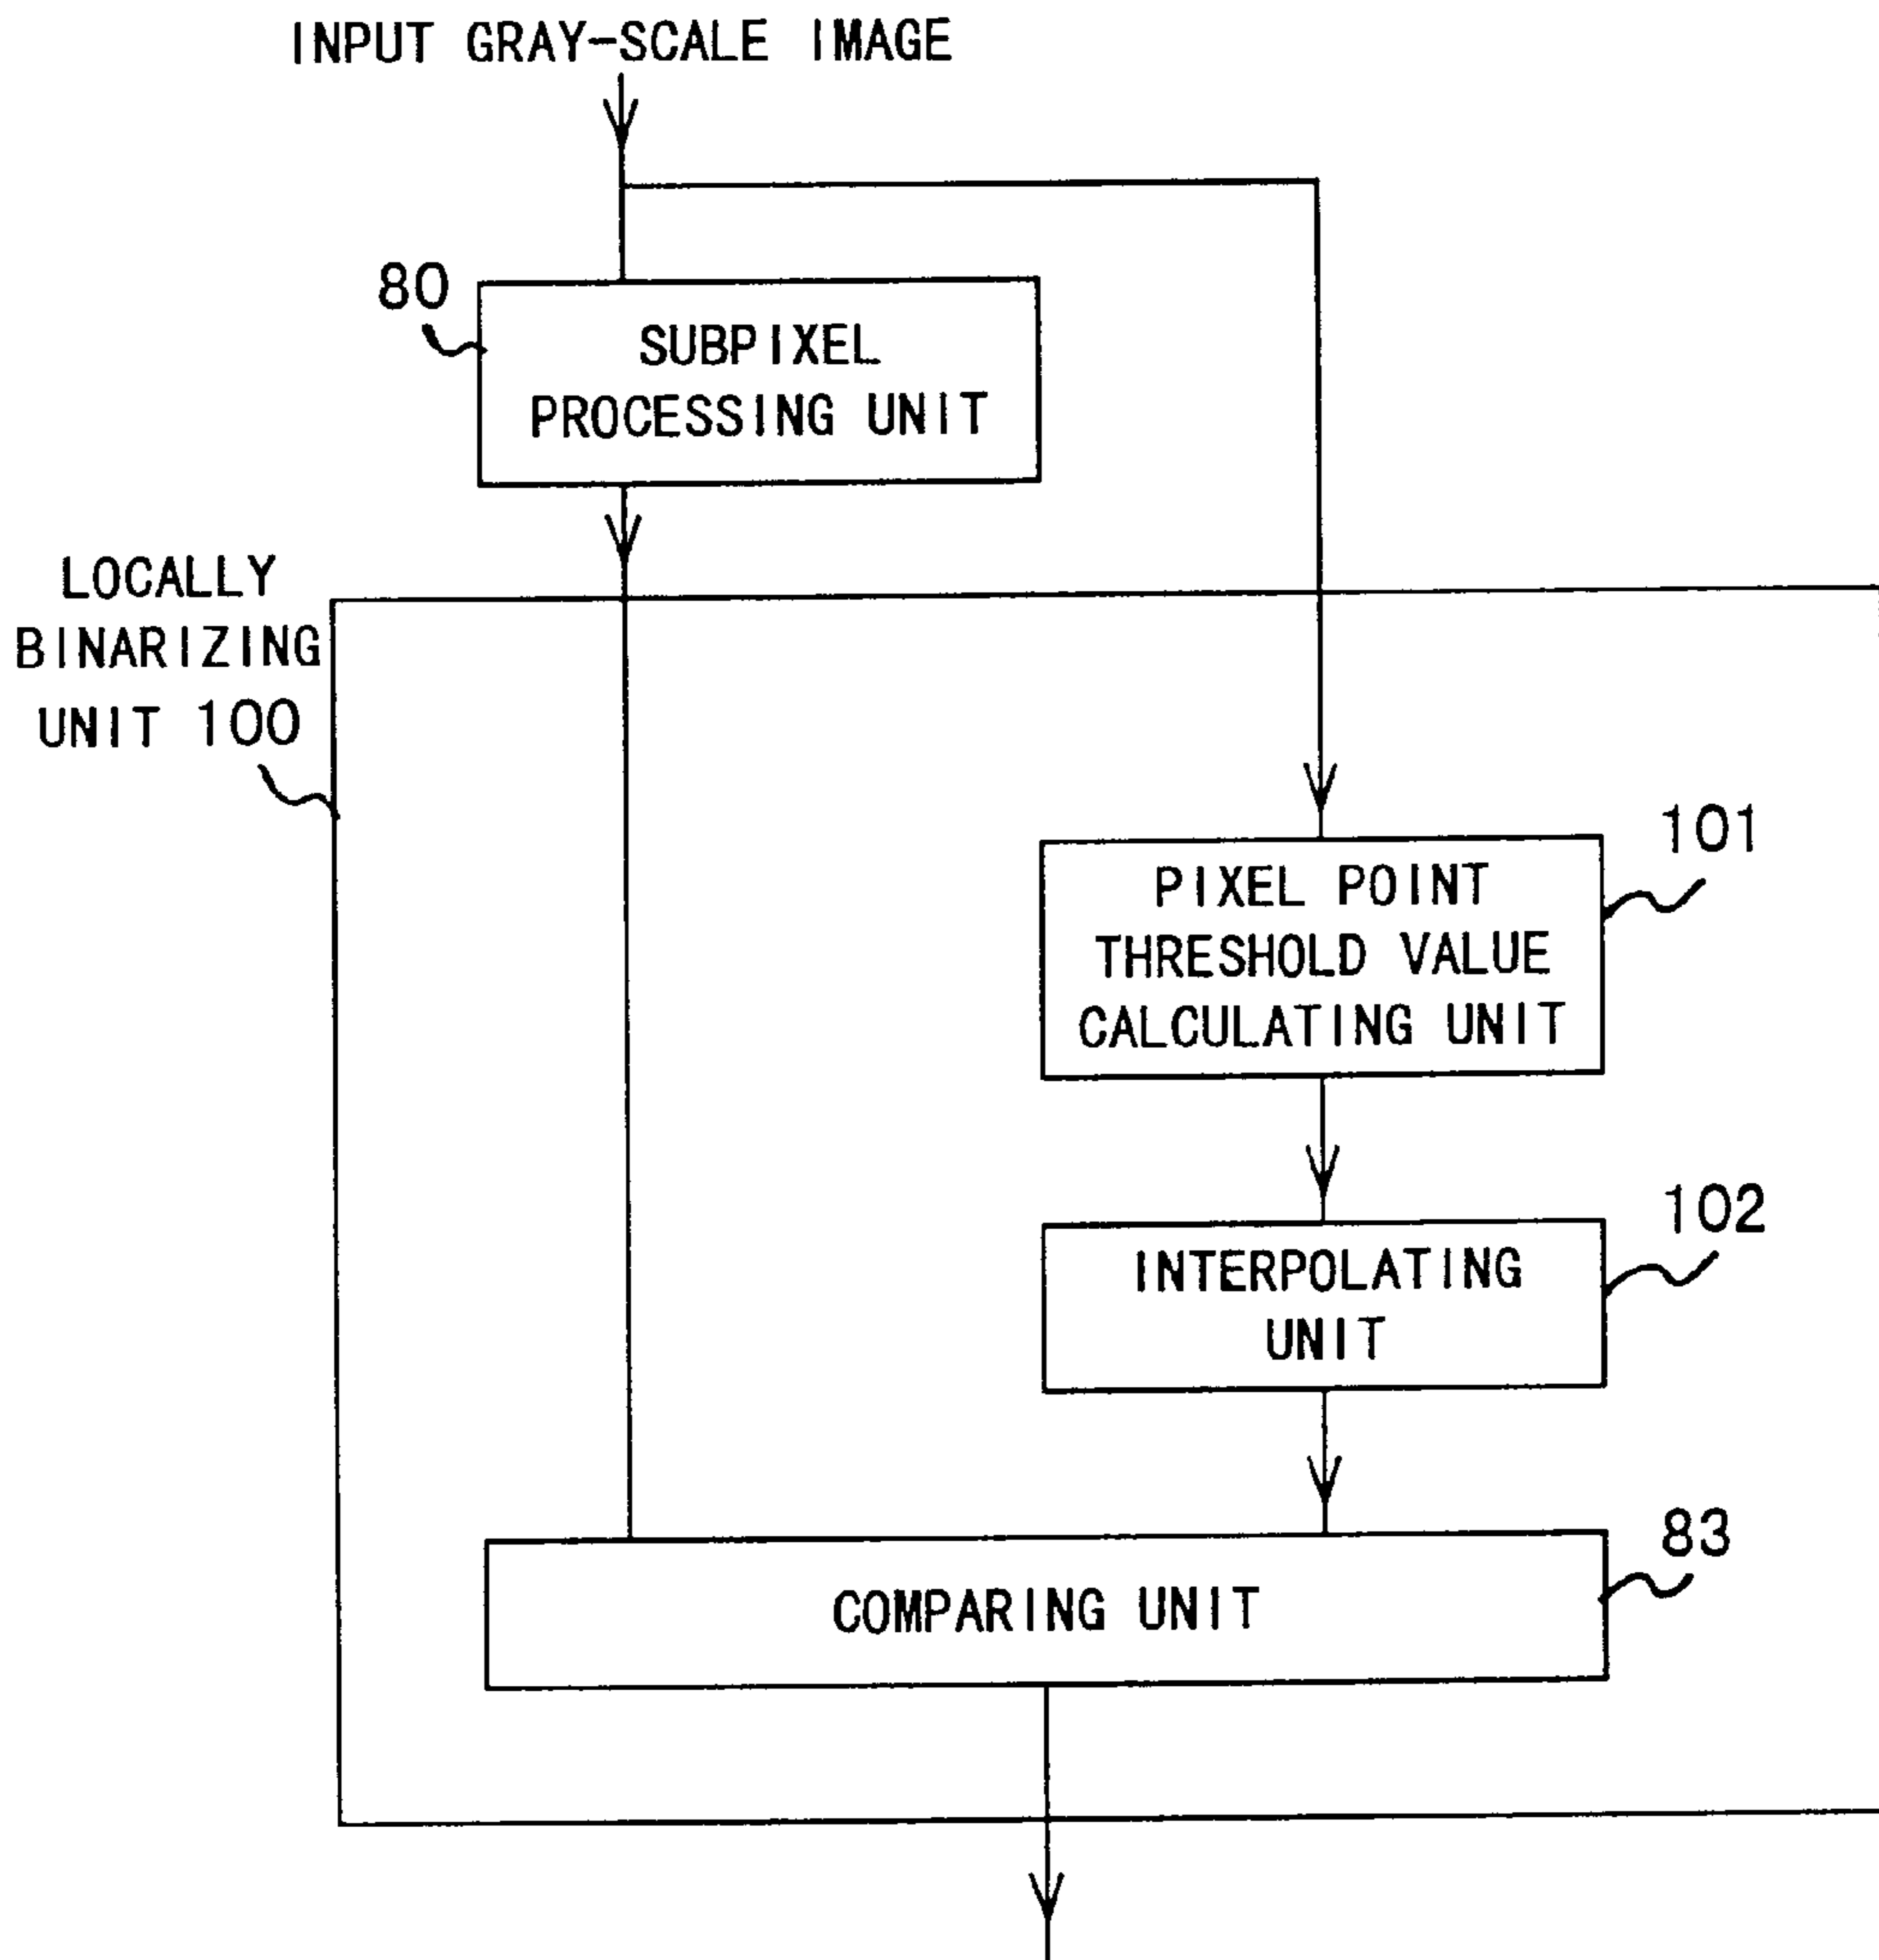 INPUT GRAY-SCALE IMAGE
80
SUBPIXEL
PROCESSING UNIT
LOCALLY
BINARIZING
UNIT 100
101
PIXEL POINT
THRESHOLD VALUE
CALCULATING UNIT
102
INTERPOLATING
UNIT
83
COMPARING UNIT